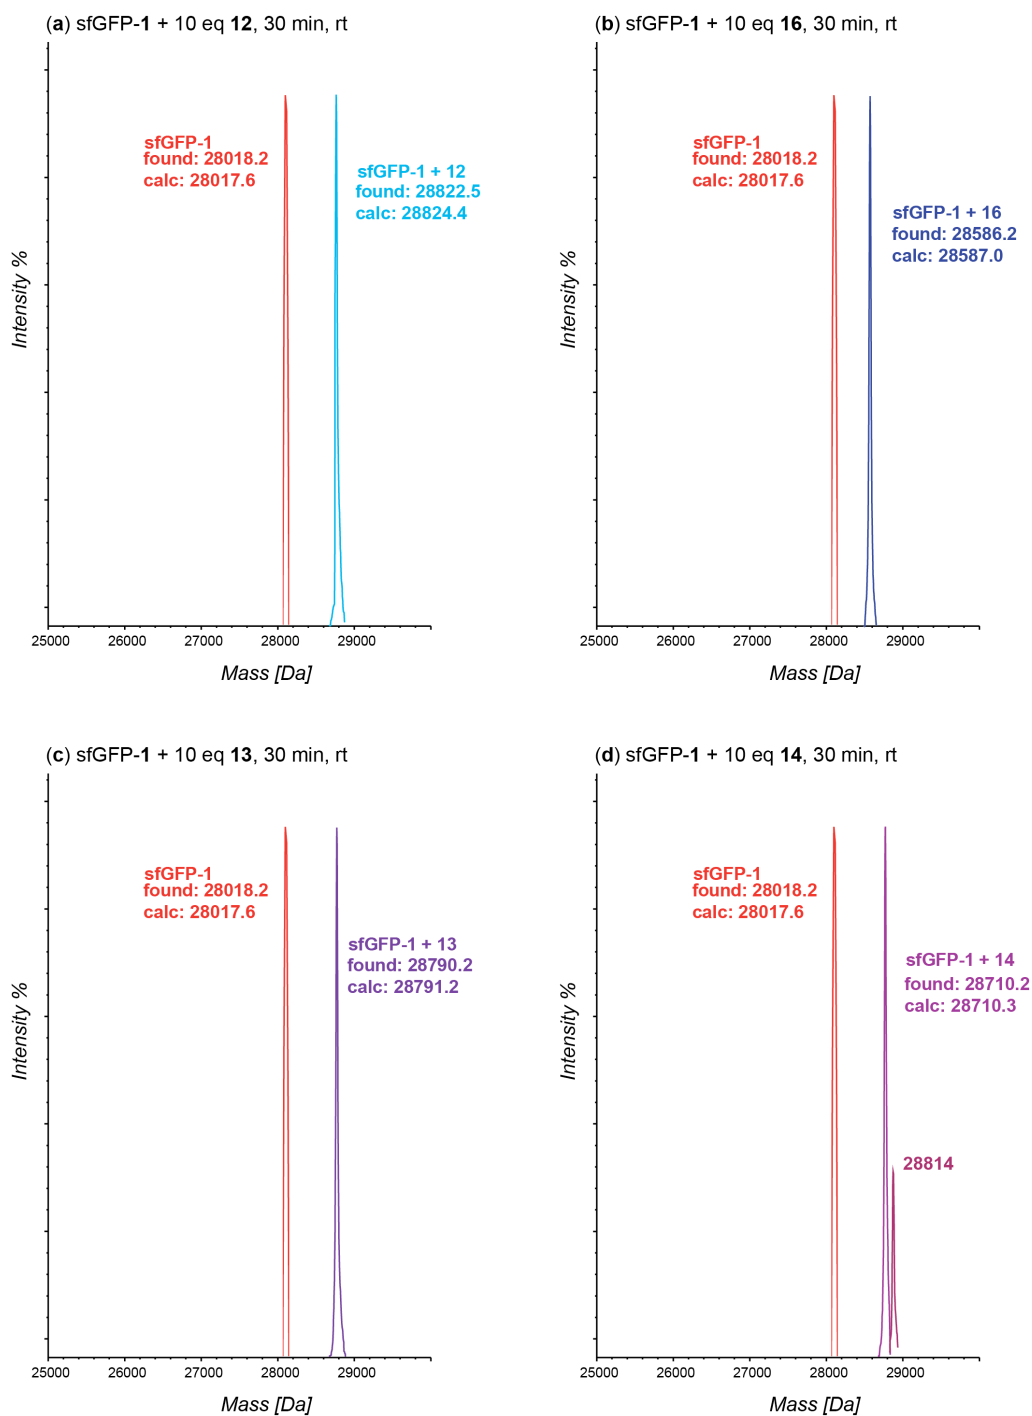 (a) sfGFP-1 + 10 eq 12, 30 min, rt
sfGFP-1
found: 28018.2
calc: 28017.6
sfGFP-1 + 12
found: 28822.5
calc: 28824.4
Intensity %
25000 26000 27000 28000 29000
Mass [Da]
(b) sfGFP-1 + 10 eq 16, 30 min, rt
sfGFP-1
found: 28018.2
calc: 28017.6
sfGFP-1 + 16
found: 28586.2
calc: 28587.0
Intensity %
25000 26000 27000 28000 29000
Mass [Da]
(c) sfGFP-1 + 10 eq 13, 30 min, rt
sfGFP-1
found: 28018.2
calc: 28017.6
sfGFP-1 + 13
found: 28790.2
calc: 28791.2
Intensity %
25000 26000 27000 28000 29000
Mass [Da]
(d) sfGFP-1 + 10 eq 14, 30 min, rt
sfGFP-1
found: 28018.2
calc: 28017.6
sfGFP-1 + 14
found: 28710.2
calc: 28710.3
28814
Intensity %
25000 26000 27000 28000 29000
Mass [Da]